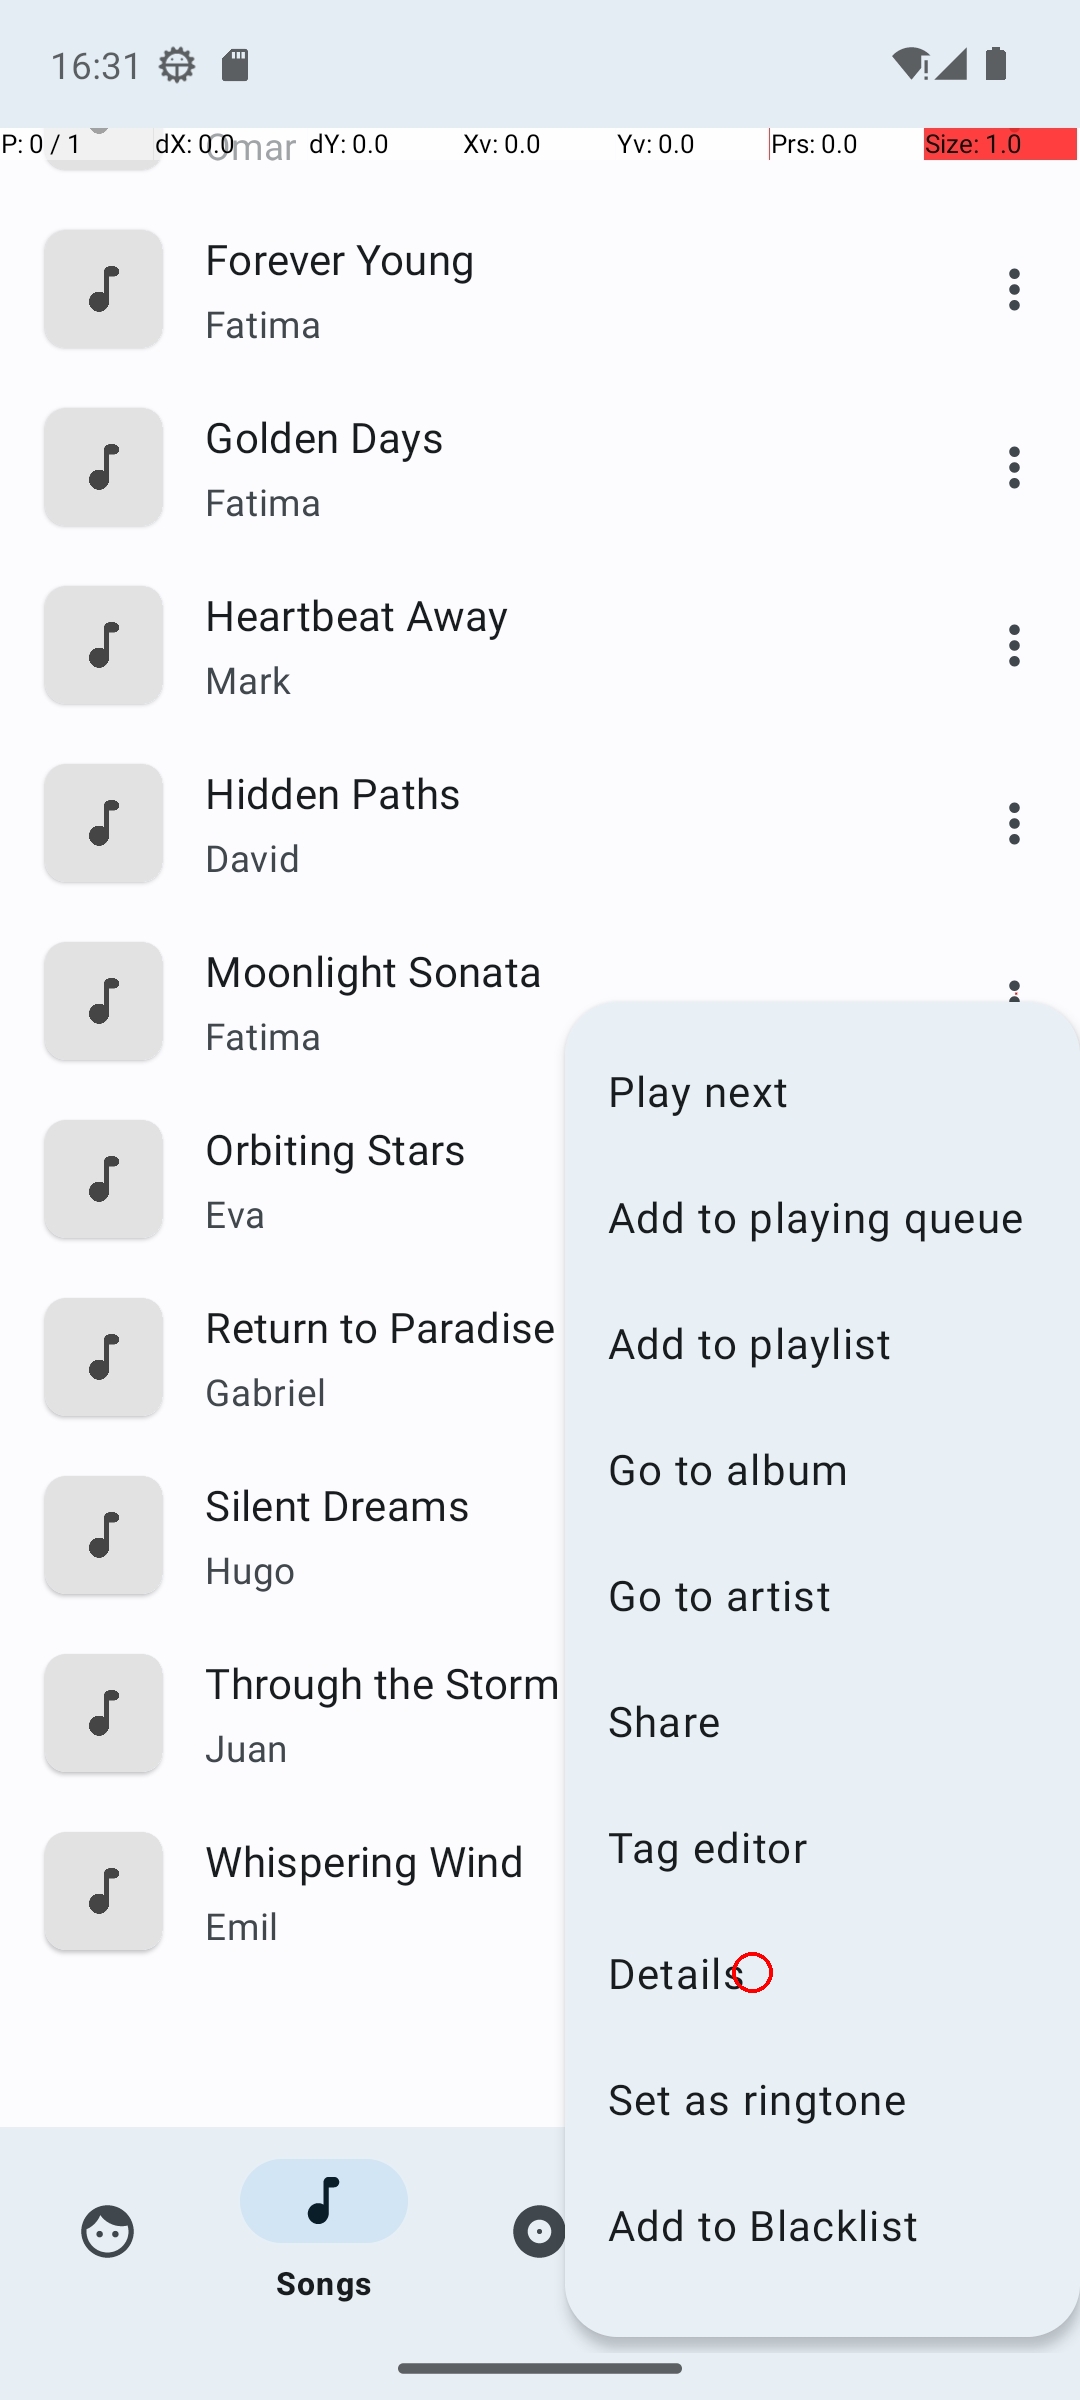 16:31
P: 0 / 1 dX: 0.0 dY: 0.0 Xv: 0.0 Yv: 0.0 Prs: 0.0 Size: 1.0
Omar
Forever Young
Fatima
Golden Days
Fatima
Heartbeat Away
Mark
Hidden Paths
David
Moonlight Sonata
Fatima
Orbiting Stars
Eva
Return to Paradise
Gabriel
Silent Dreams
Hugo
Through the Storm
Juan
Whispering Wind
Emil
Play next
Add to playing queue
Add to playlist
Go to album
Go to artist
Share
Tag editor
Details
Set as ringtone
Add to Blacklist
Songs